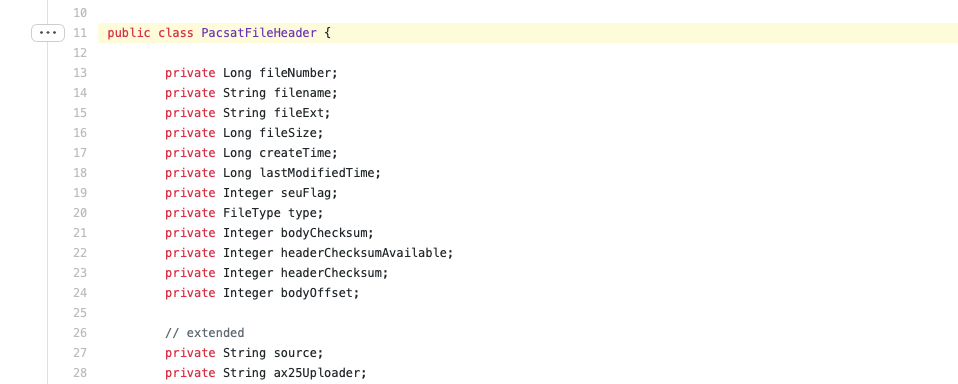 10
11 public class PacsatFileHeader {
12
13 private Long fileNumber;
14 private String filename;
15 private String fileExt;
16 private Long fileSize;
17 private Long createTime;
18 private Long lastModifiedTime;
19 private Integer seuFlag;
20 private FileType type;
21 private Integer bodyChecksum;
22 private Integer headerChecksumAvailable;
23 private Integer headerChecksum;
24 private Integer bodyOffset;
25
26 // extended
27 private String source;
28 private String ax25Uploader;